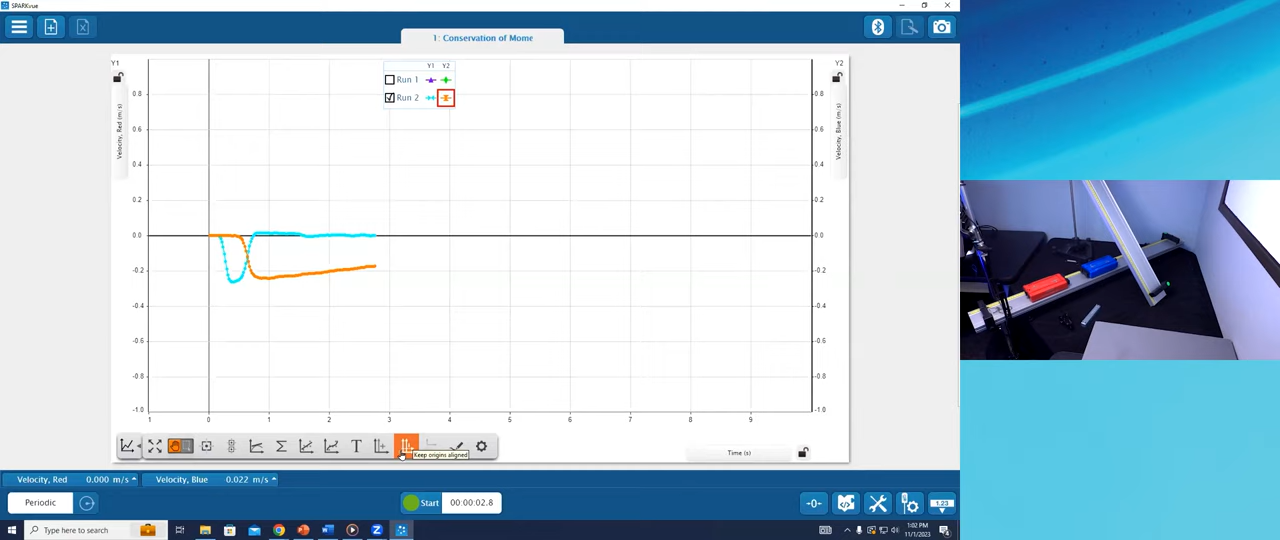 SPARKvue
1: Conservation of Mome
Y1
Y2
Y1 Y2
Run 1
Run 2
Velocity, Red (m/s)
Velocity, Blue (m/s)
0.8
0.6
0.4
0.2
0.0
-0.2
-0.4
-0.6
-0.8
-1.0
0.8
0.6
0.4
0.2
0.0
-0.2
-0.4
-0.6
-0.8
-1.0
1 0 1 2 3 4 5 6 7 8 9
T
Keep origins aligned
Time (s)
Velocity, Red 0.000 m/s
Velocity, Blue 0.022 m/s
Periodic
Start 00:00:02.8
1.23
Type here to search
1:02 PM
11/1/2023
4